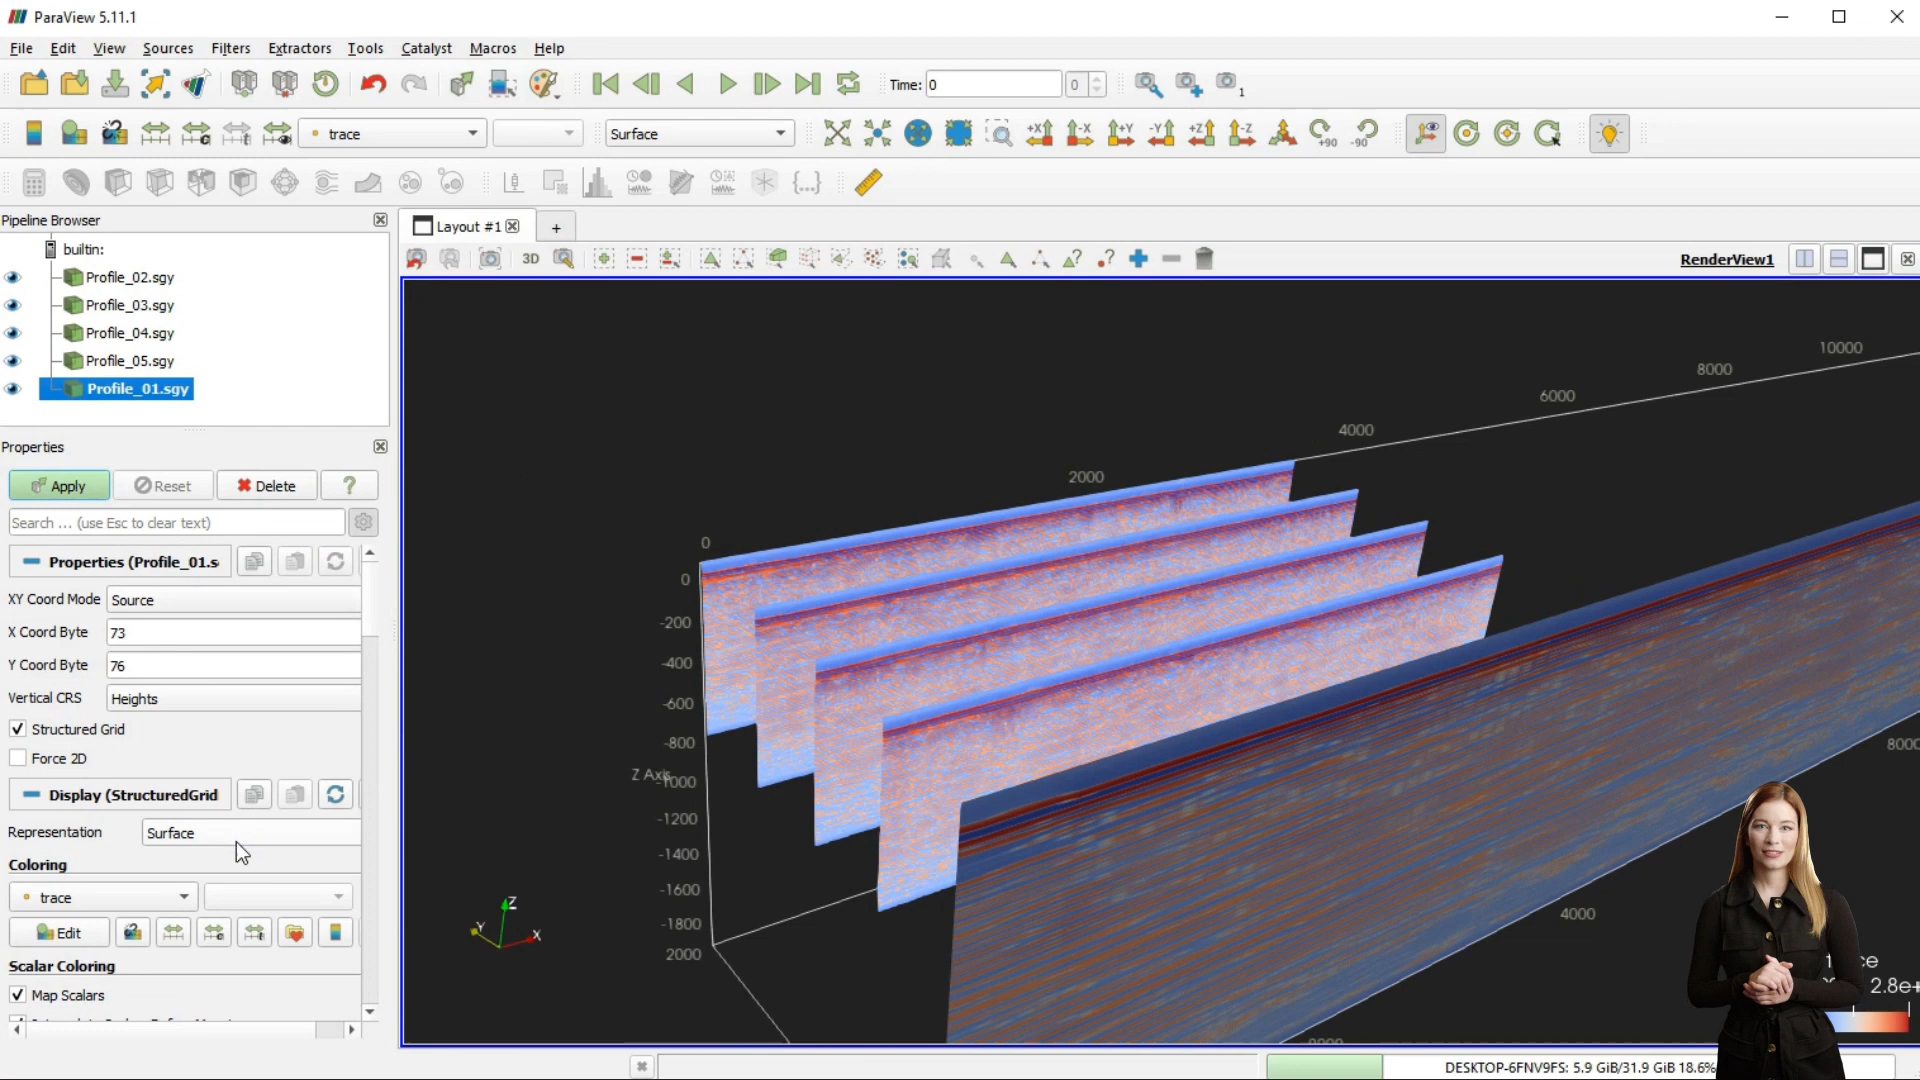 ParaView 5.11.1
File Edit View Sources Filters Extractors Tools Catalyst Macros Help
Time: 0 0 1
trace Surface +X -X +Y -Y +Z -Z +90 -90
Pipeline Browser
Layout #1 +
builtin:
3D
RenderView1
Profile_02.sgy
Profile_03.sgy
Profile_04.sgy
Profile_05.sgy
Profile_01.sgy
Properties
Apply Reset Delete ?
Search ... (use Esc to clear text)
Properties (Profile_01.s
XY Coord Mode Source
X Coord Byte 73
Y Coord Byte 76
Vertical CRS Heights
Structured Grid
Force 2D
Display (StructuredGrid
Representation Surface
Coloring
trace
Edit
Scalar Coloring
Map Scalars
10000
8000
6000
4000
2000
0
0
-200
-400
-600
-800
Z Axis
-1000
-1200
-1400
-1600
-1800
2000
8000
4000
Z
Y
X
2.8e+
DESKTOP-6FNV9FS: 5.9 GiB/31.9 GiB 18.6%